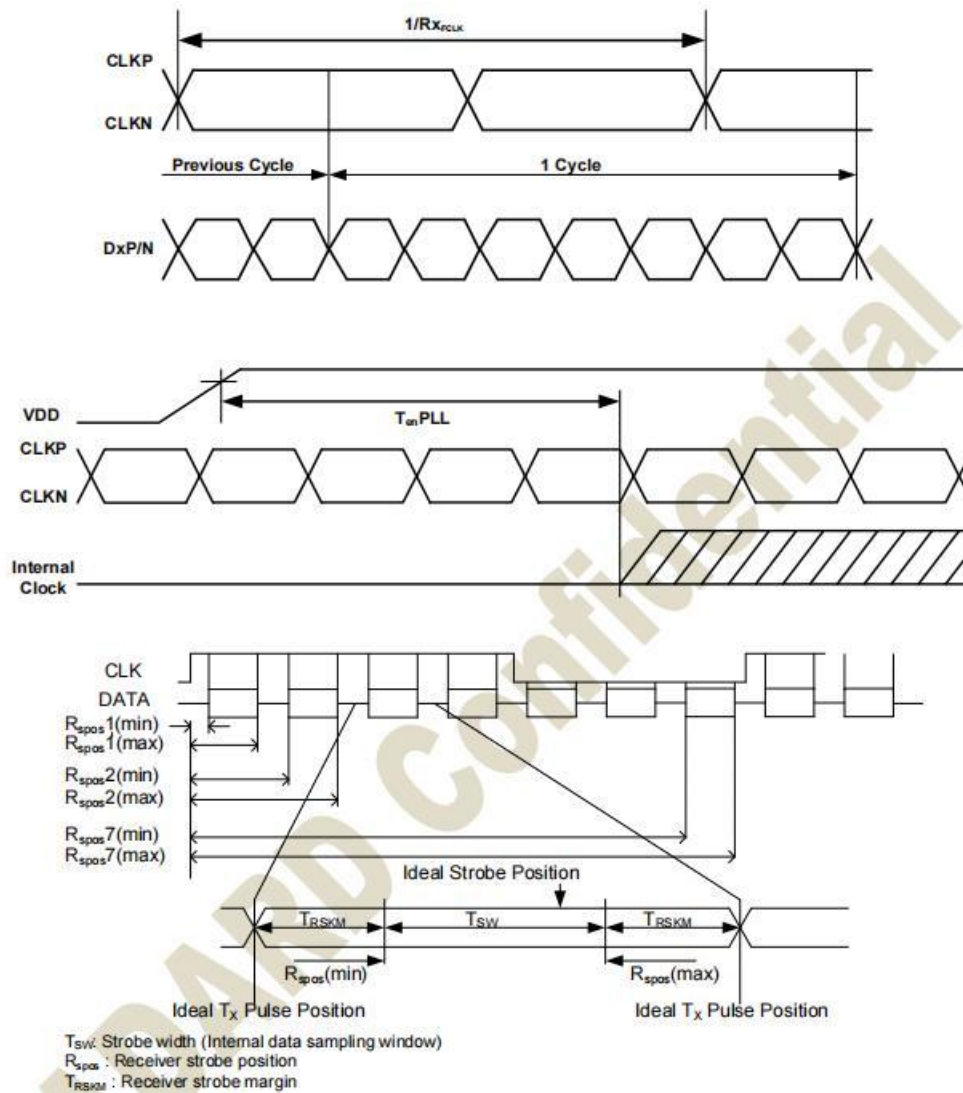 1/RxFCLK
CLKP
CLKN
Previous Cycle
1 Cycle
DxP/N
VDD
TenPLL
CLKP
CLKN
Internal
Clock
CLK
DATA
Rspos1(min)
Rspos1(max)
Rspos2(min)
Rspos2(max)
Rspos7(min)
Rspos7(max)
Ideal Strobe Position
TRSKM TSW TRSKM
Rspos(min) Rspos(max)
Ideal TX Pulse Position Ideal TX Pulse Position
TSW: Strobe width (Internal data sampling window)
Rspos : Receiver strobe position
TRSKM : Receiver strobe margin
DARD Confidential